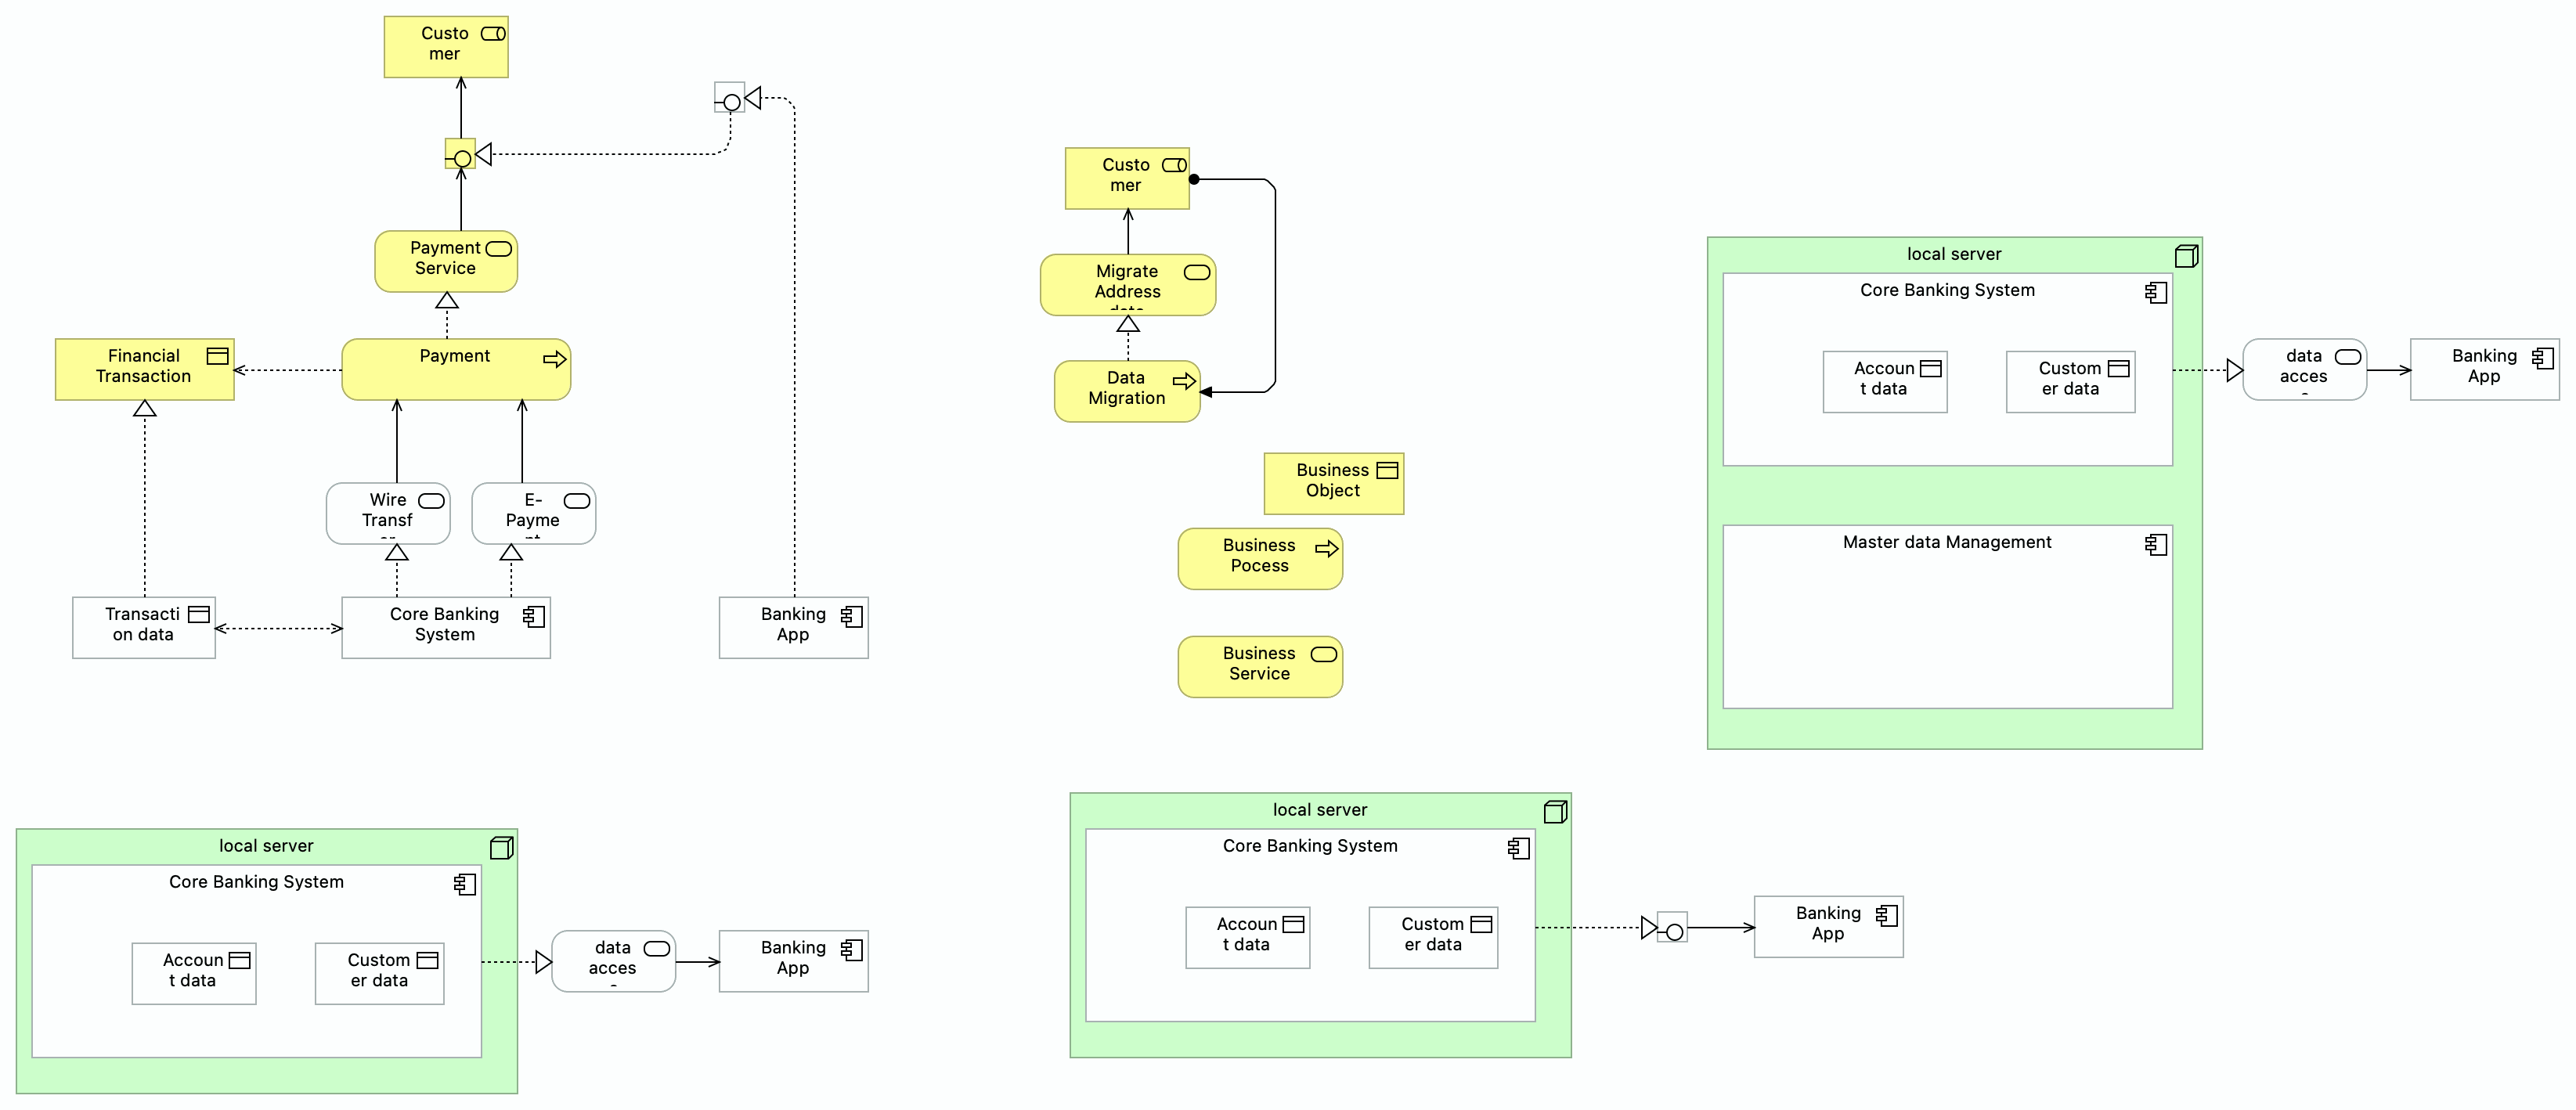 Custo
mer
Payment
Service
Financial
Transaction
Payment
Wire
Transf
E-
Payme
Transacti
on data
Core Banking
System
Banking
App
Custo
mer
Migrate
Address
Data
Migration
Business
Object
Business
Pocess
Business
Service
local server
Core Banking System
Accoun
t data
Custom
er data
data
acces
Banking
App
Master data Management
local server
Core Banking System
Accoun
t data
Custom
er data
data
acces
Banking
App
local server
Core Banking System
Accoun
t data
Custom
er data
Banking
App